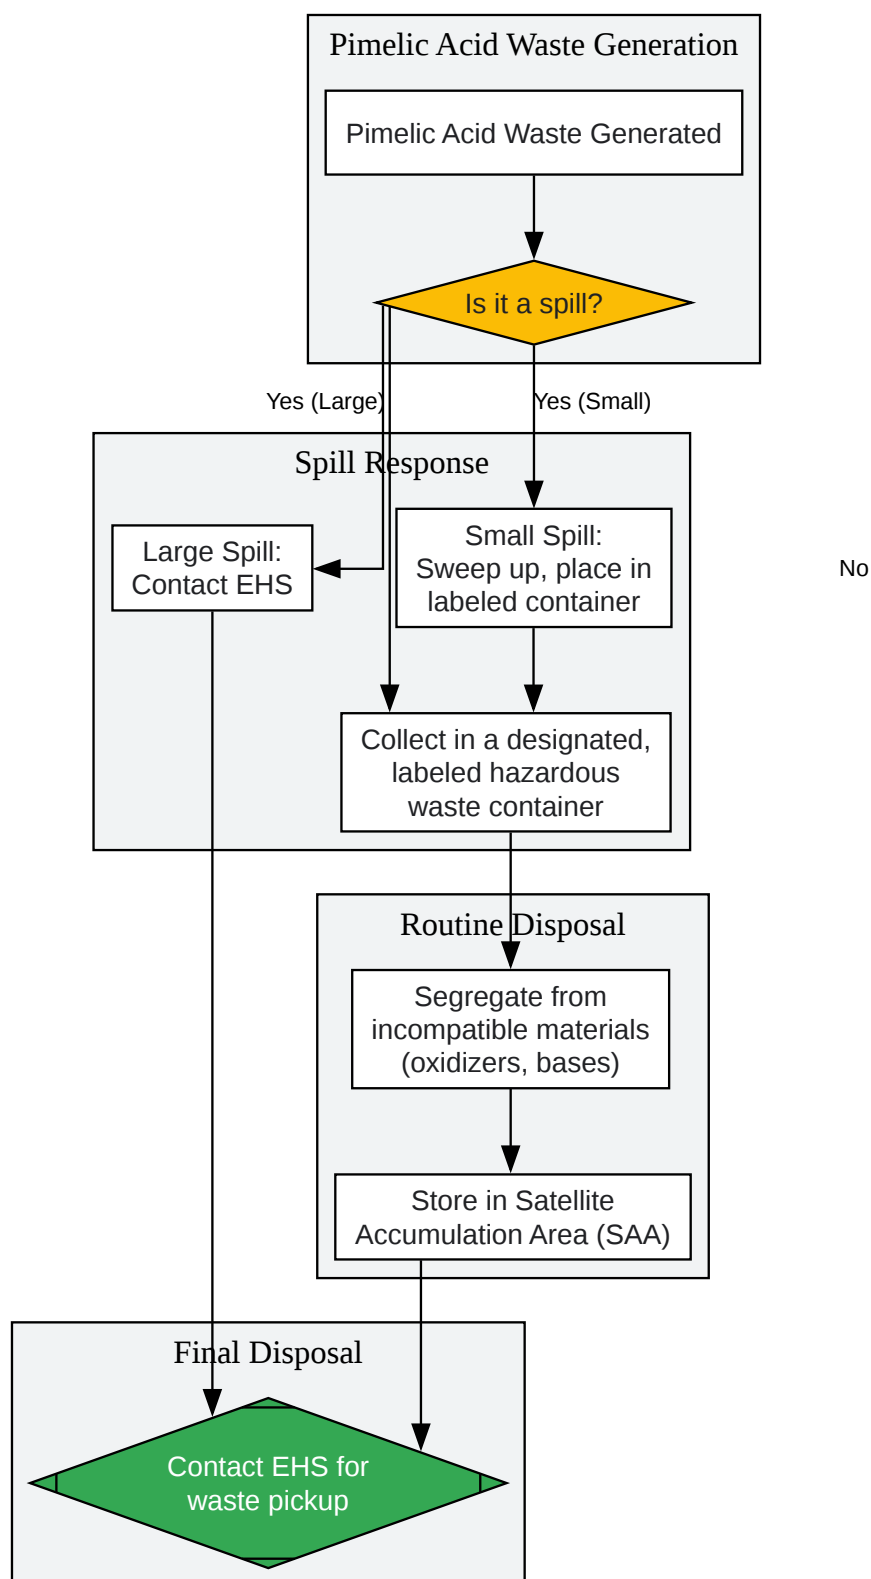 Pimelic Acid Waste Generation
Pimelic Acid Waste Generated
Is it a spill?
Yes (Large)
Yes (Small)
Spill Response
Large Spill:
Contact EHS
Small Spill:
Sweep up, place in
labeled container
No
Collect in a designated,
labeled hazardous
waste container
Routine Disposal
Segregate from
incompatible materials
(oxidizers, bases)
Store in Satellite
Accumulation Area (SAA)
Final Disposal
Contact EHS for
waste pickup